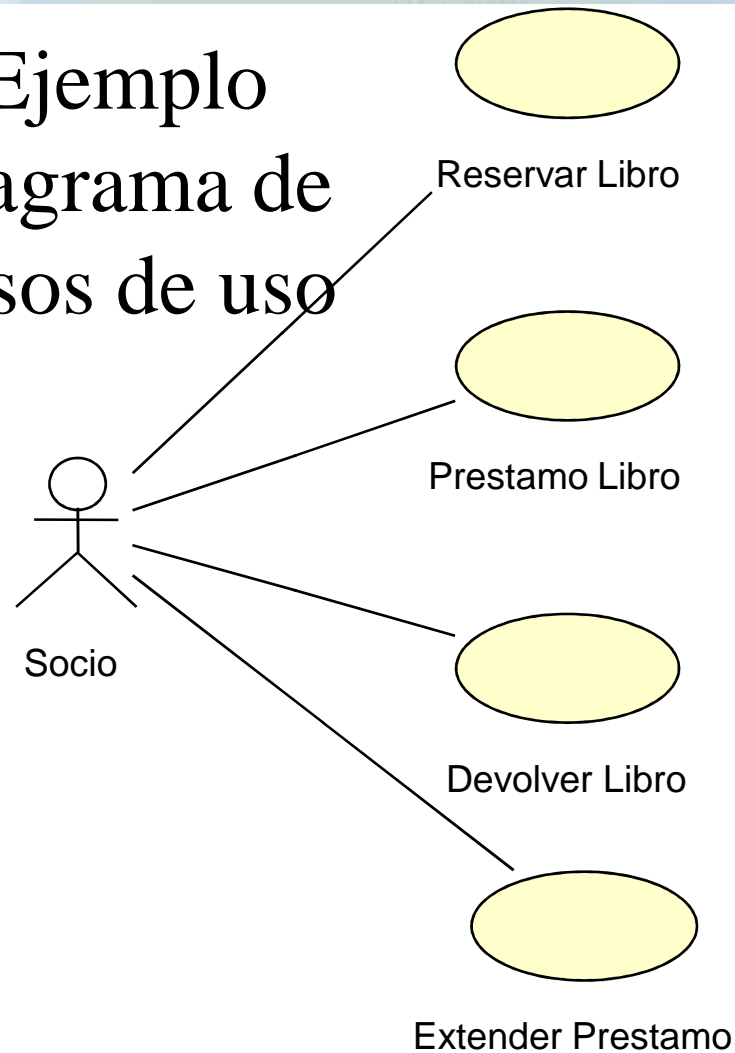 Ejemplo
agrama de
sos de uso
Reservar Libro
Prestamo Libro
Socio
Devolver Libro
Extender Prestamo